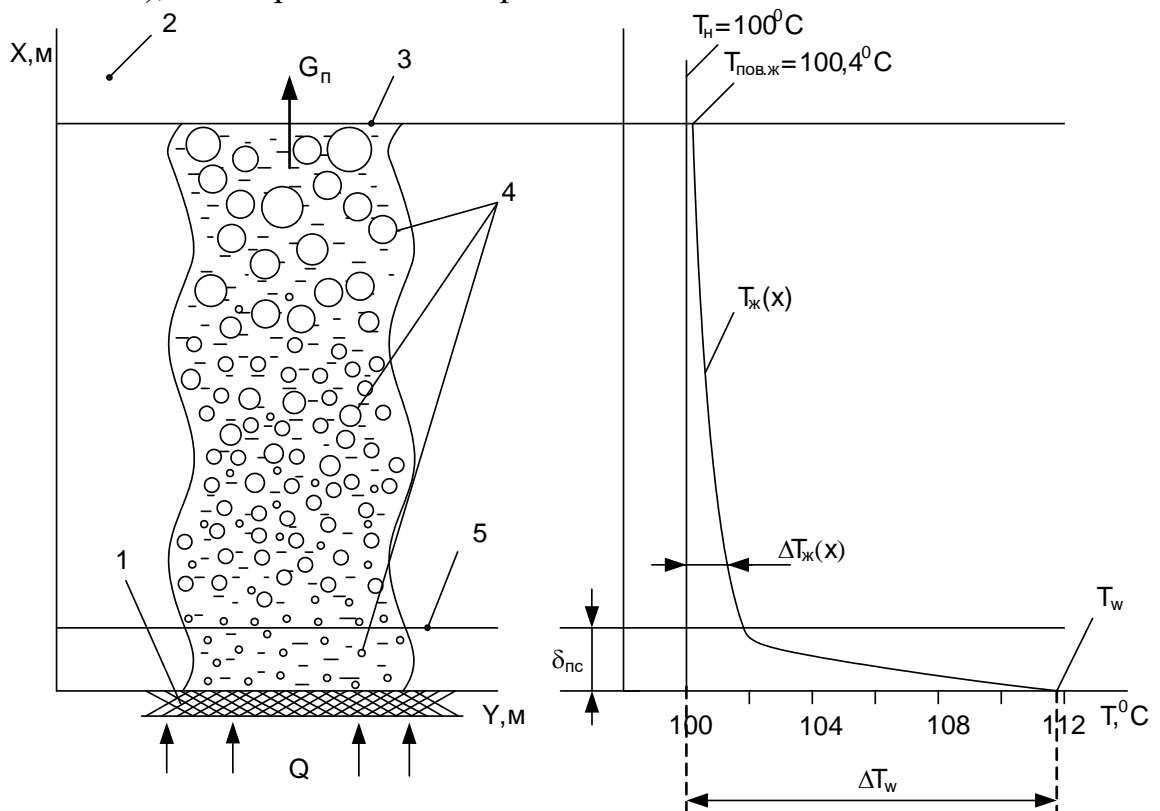 X,м
2
Gп
3
4
1
5
Y,м
Q
Tн=100⁰C
Tпов.ж=100,4⁰C
Tж(x)
ΔTж(x)
Tw
δпс
100
104
108
112
T,⁰C
ΔTw